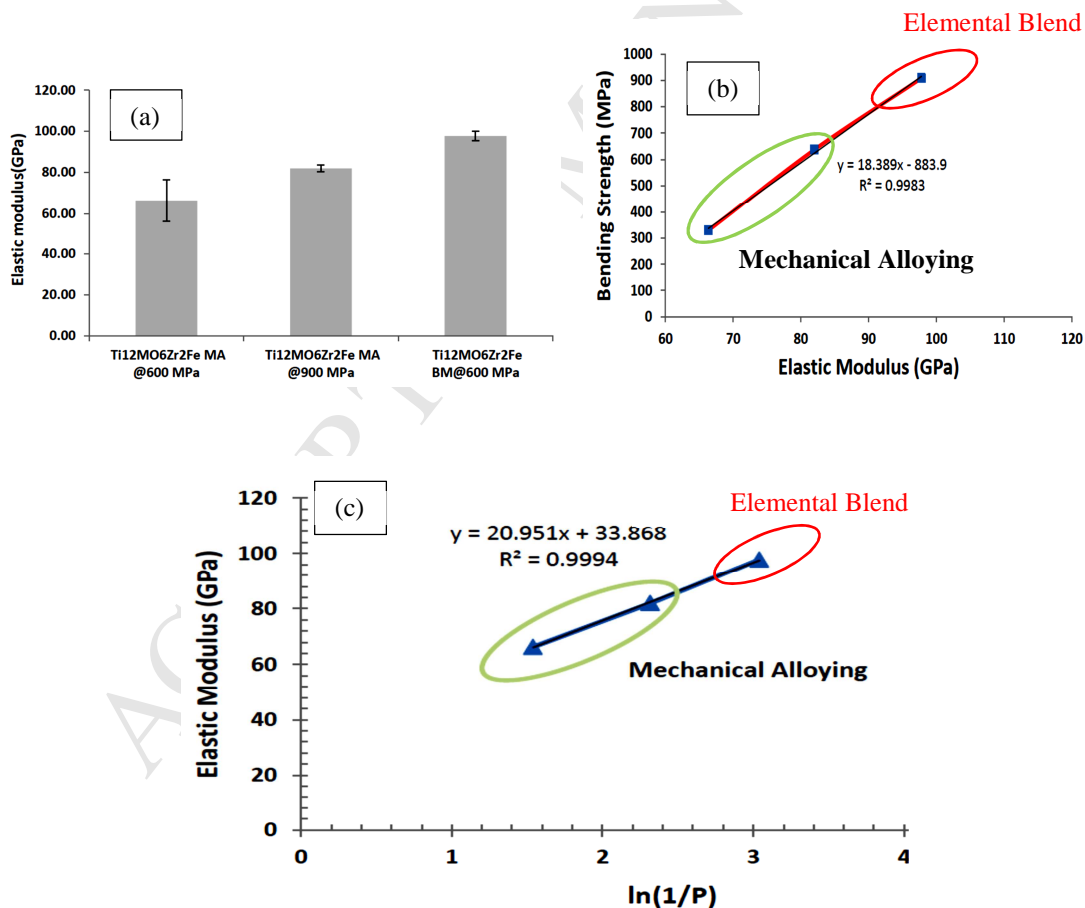 Elemental Blend
(a)
Elastic modulus(GPa)
120.00
100.00
80.00
60.00
40.00
20.00
0.00
Ti12MO6Zr2Fe MA
@600 MPa
Ti12MO6Zr2Fe MA
@900 MPa
Ti12MO6Zr2Fe
BM@600 MPa
(b)
Bending Strength (MPa)
1000
900
800
700
600
500
400
300
200
100
0
y = 18.389x - 883.9
R² = 0.9983
Mechanical Alloying
60 70 80 90 100 110 120
Elastic Modulus (GPa)
(c)
Elemental Blend
Elastic Modulus (GPa)
120
100
80
60
40
20
0
y = 20.951x + 33.868
R² = 0.9994
Mechanical Alloying
0 1 2 3 4
ln(1/P)